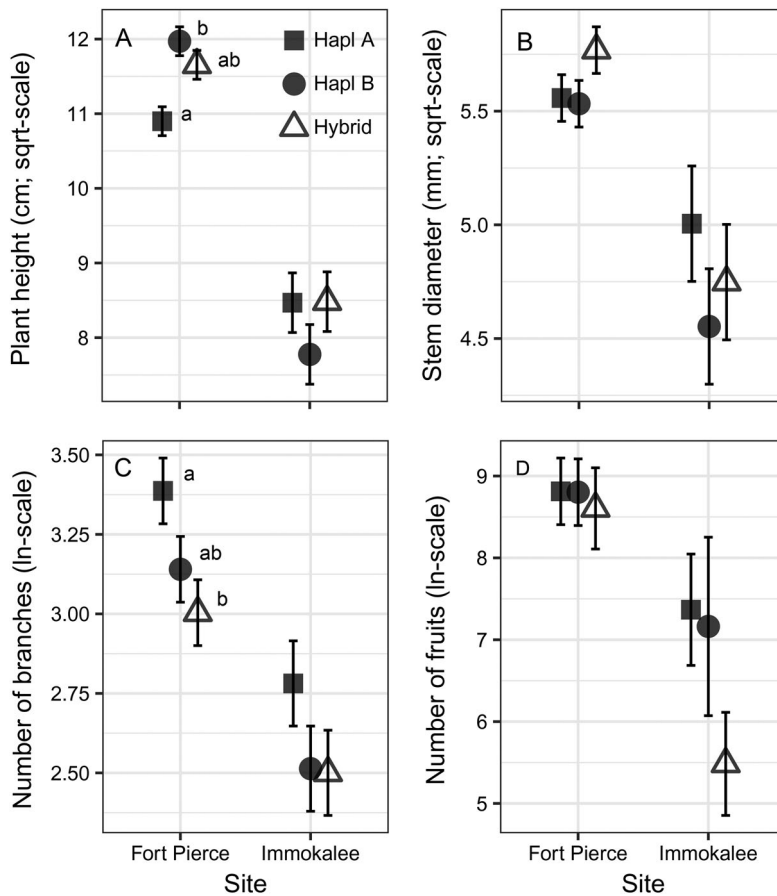 A
Plant height (cm; sqrt-scale)
12
11
10
9
8
b
ab
a
Hapl A
Hapl B
Hybrid
B
Stem diameter (mm; sqrt-scale)
5.5
5.0
4.5
C
Number of branches (ln-scale)
3.50
3.25
3.00
2.75
2.50
a
ab
b
Fort Pierce
Immokalee
Site
D
Number of fruits (ln-scale)
9
8
7
6
5
Fort Pierce
Immokalee
Site